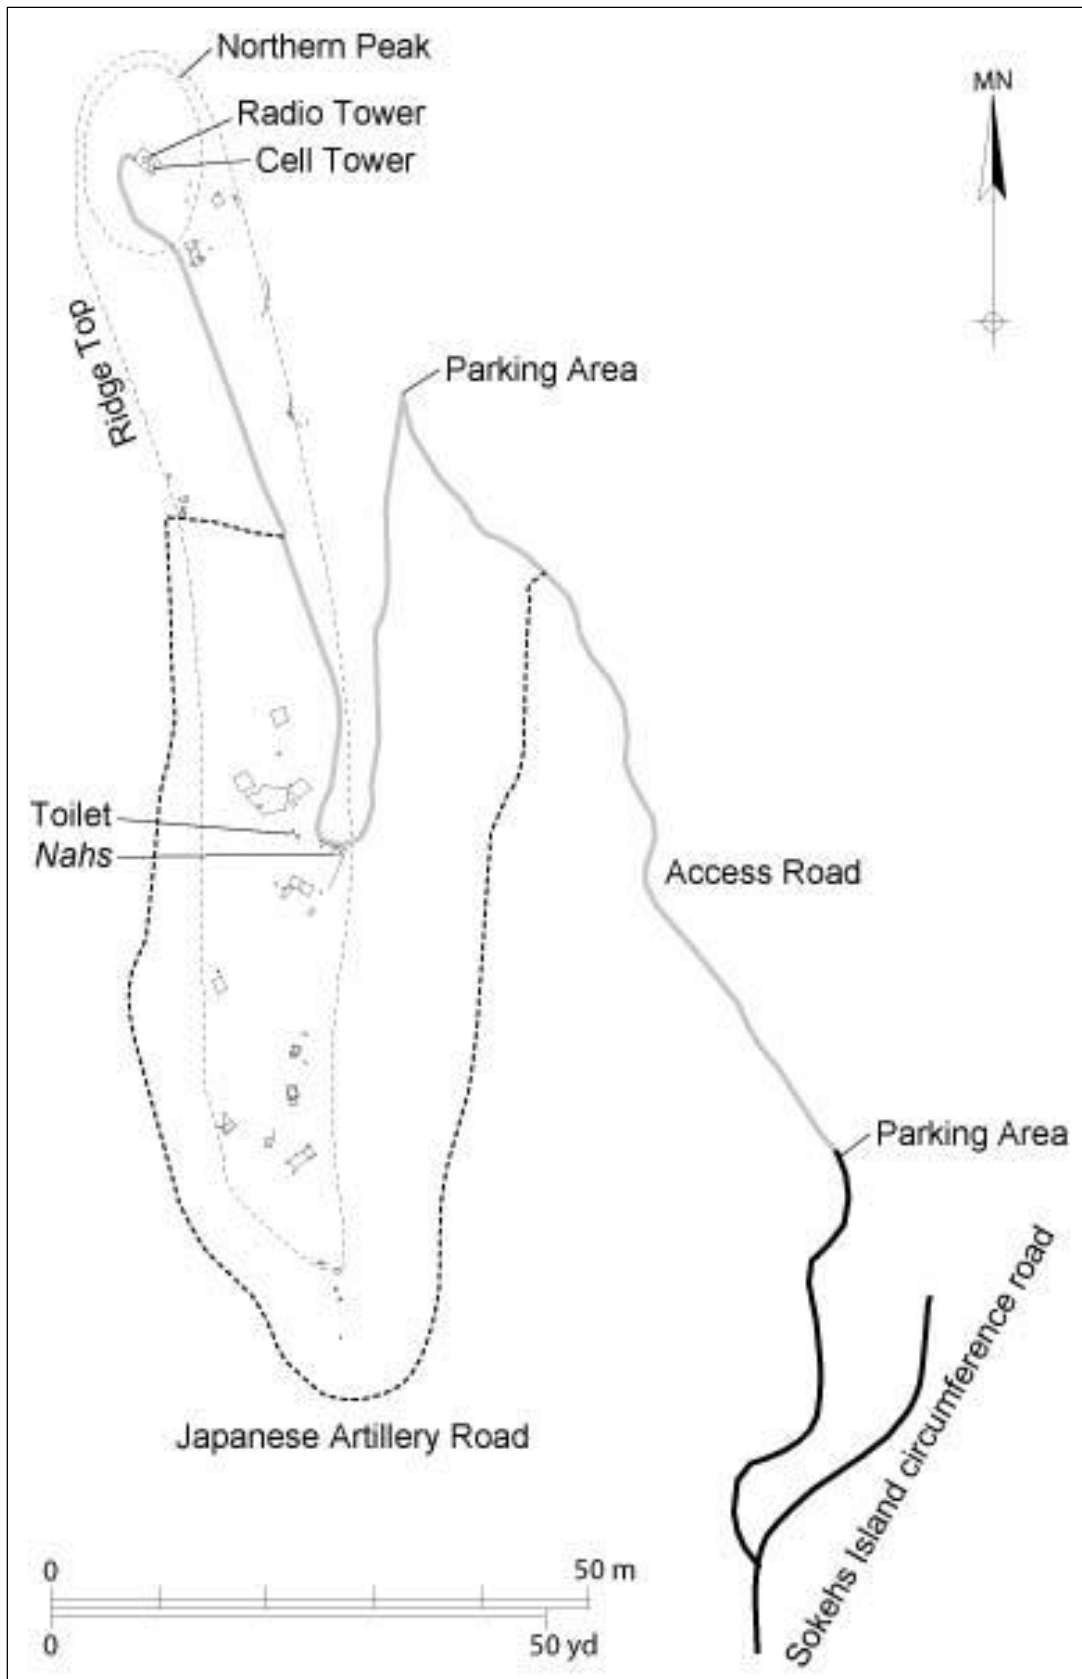 Northern Peak
MN
Radio Tower
Cell Tower
Ridge Top
Parking Area
Toilet
Nahs
Access Road
Parking Area
Sokehs Island circumference road
Japanese Artillery Road
0 50 m
0 50 yd